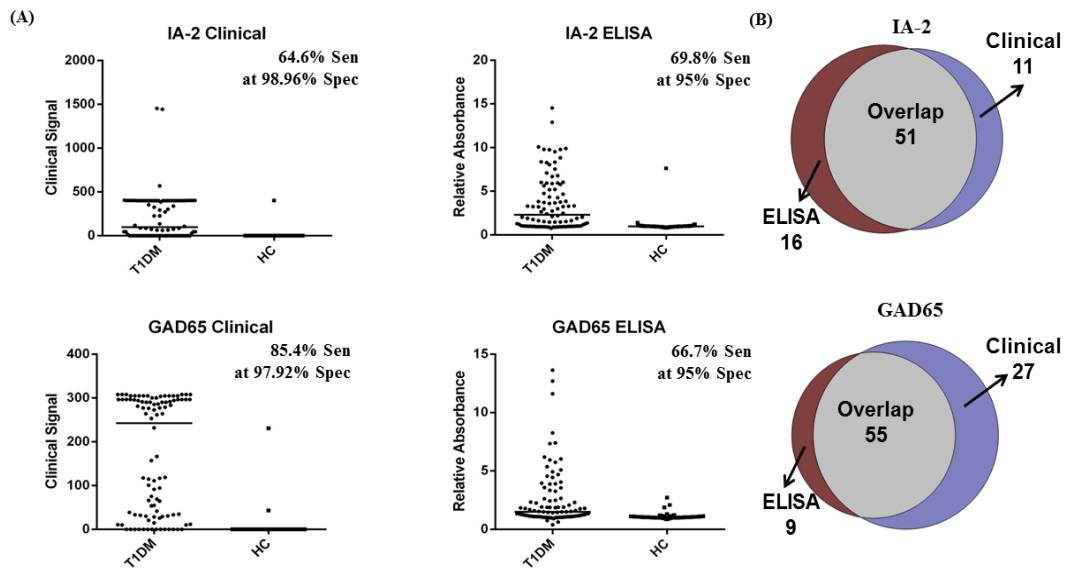 (A)
IA-2 Clinical
64.6% Sen
at 98.96% Spec
Clinical Signal
2000
1500
1000
500
0
T1DM
HC
IA-2 ELISA
69.8% Sen
at 95% Spec
Relative Absorbance
20
15
10
5
0
T1DM
HC
(B)
IA-2
Clinical
11
Overlap
51
ELISA
16
GAD65 Clinical
85.4% Sen
at 97.92% Spec
Clinical Signal
400
300
200
100
0
T1DM
HC
GAD65 ELISA
66.7% Sen
at 95% Spec
Relative Absorbance
15
10
5
0
T1DM
HC
GAD65
Clinical
27
Overlap
55
ELISA
9